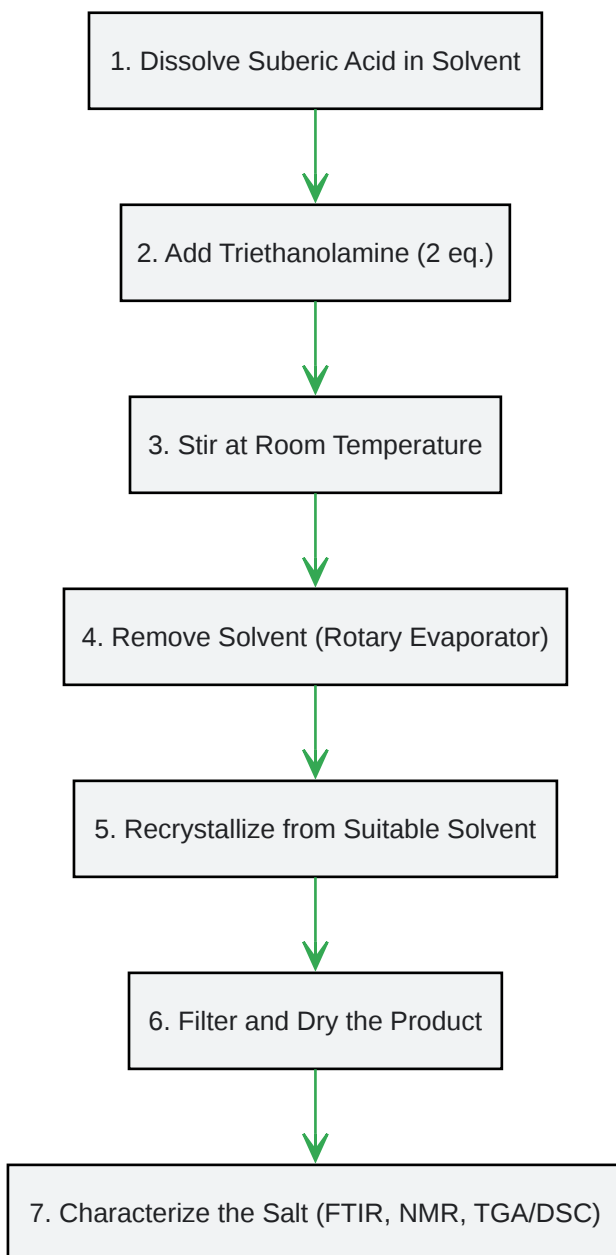 1. Dissolve Suberic Acid in Solvent
2. Add Triethanolamine (2 eq.)
3. Stir at Room Temperature
4. Remove Solvent (Rotary Evaporator)
5. Recrystallize from Suitable Solvent
6. Filter and Dry the Product
7. Characterize the Salt (FTIR, NMR, TGA/DSC)